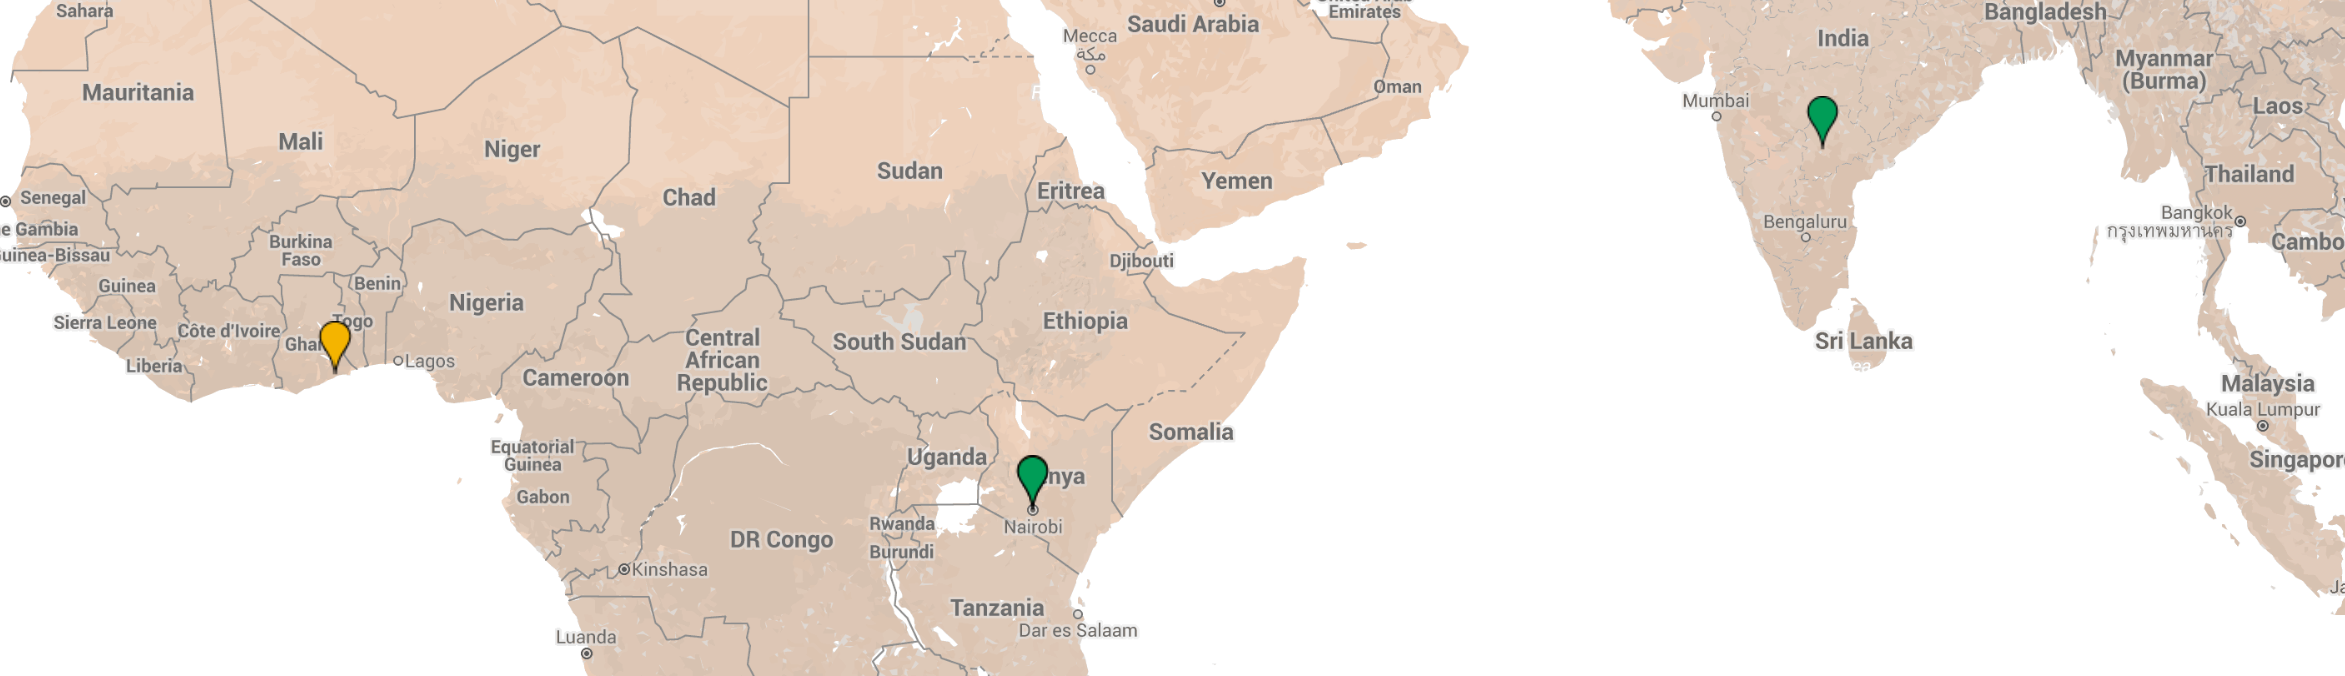 Sahara
Mauritania
Mali
Niger
Chad
Sudan
Eritrea
Senegal
e Gambia
uinea-Bissau
Guinea
Sierra Leone
Liberia
Côte d'Ivoire
Burkina
Faso
Benin
Togo
Nigeria
Lagos
Cameroon
Central
African
Republic
South Sudan
Ethiopia
Djibouti
Somalia
Equatorial
Guinea
Gabon
Uganda
nya
Nairobi
Rwanda
Burundi
DR Congo
Kinshasa
Tanzania
Dar es Salaam
Luanda
Mecca
مكة
Saudi Arabia
Emirates
Oman
Yemen
India
Mumbai
Bengaluru
Sri Lanka
Bangladesh
Myanmar
(Burma)
Laos
Thailand
Bangkok
กรุงเทพมหานคร
Cambo
Malaysia
Kuala Lumpur
Singapor